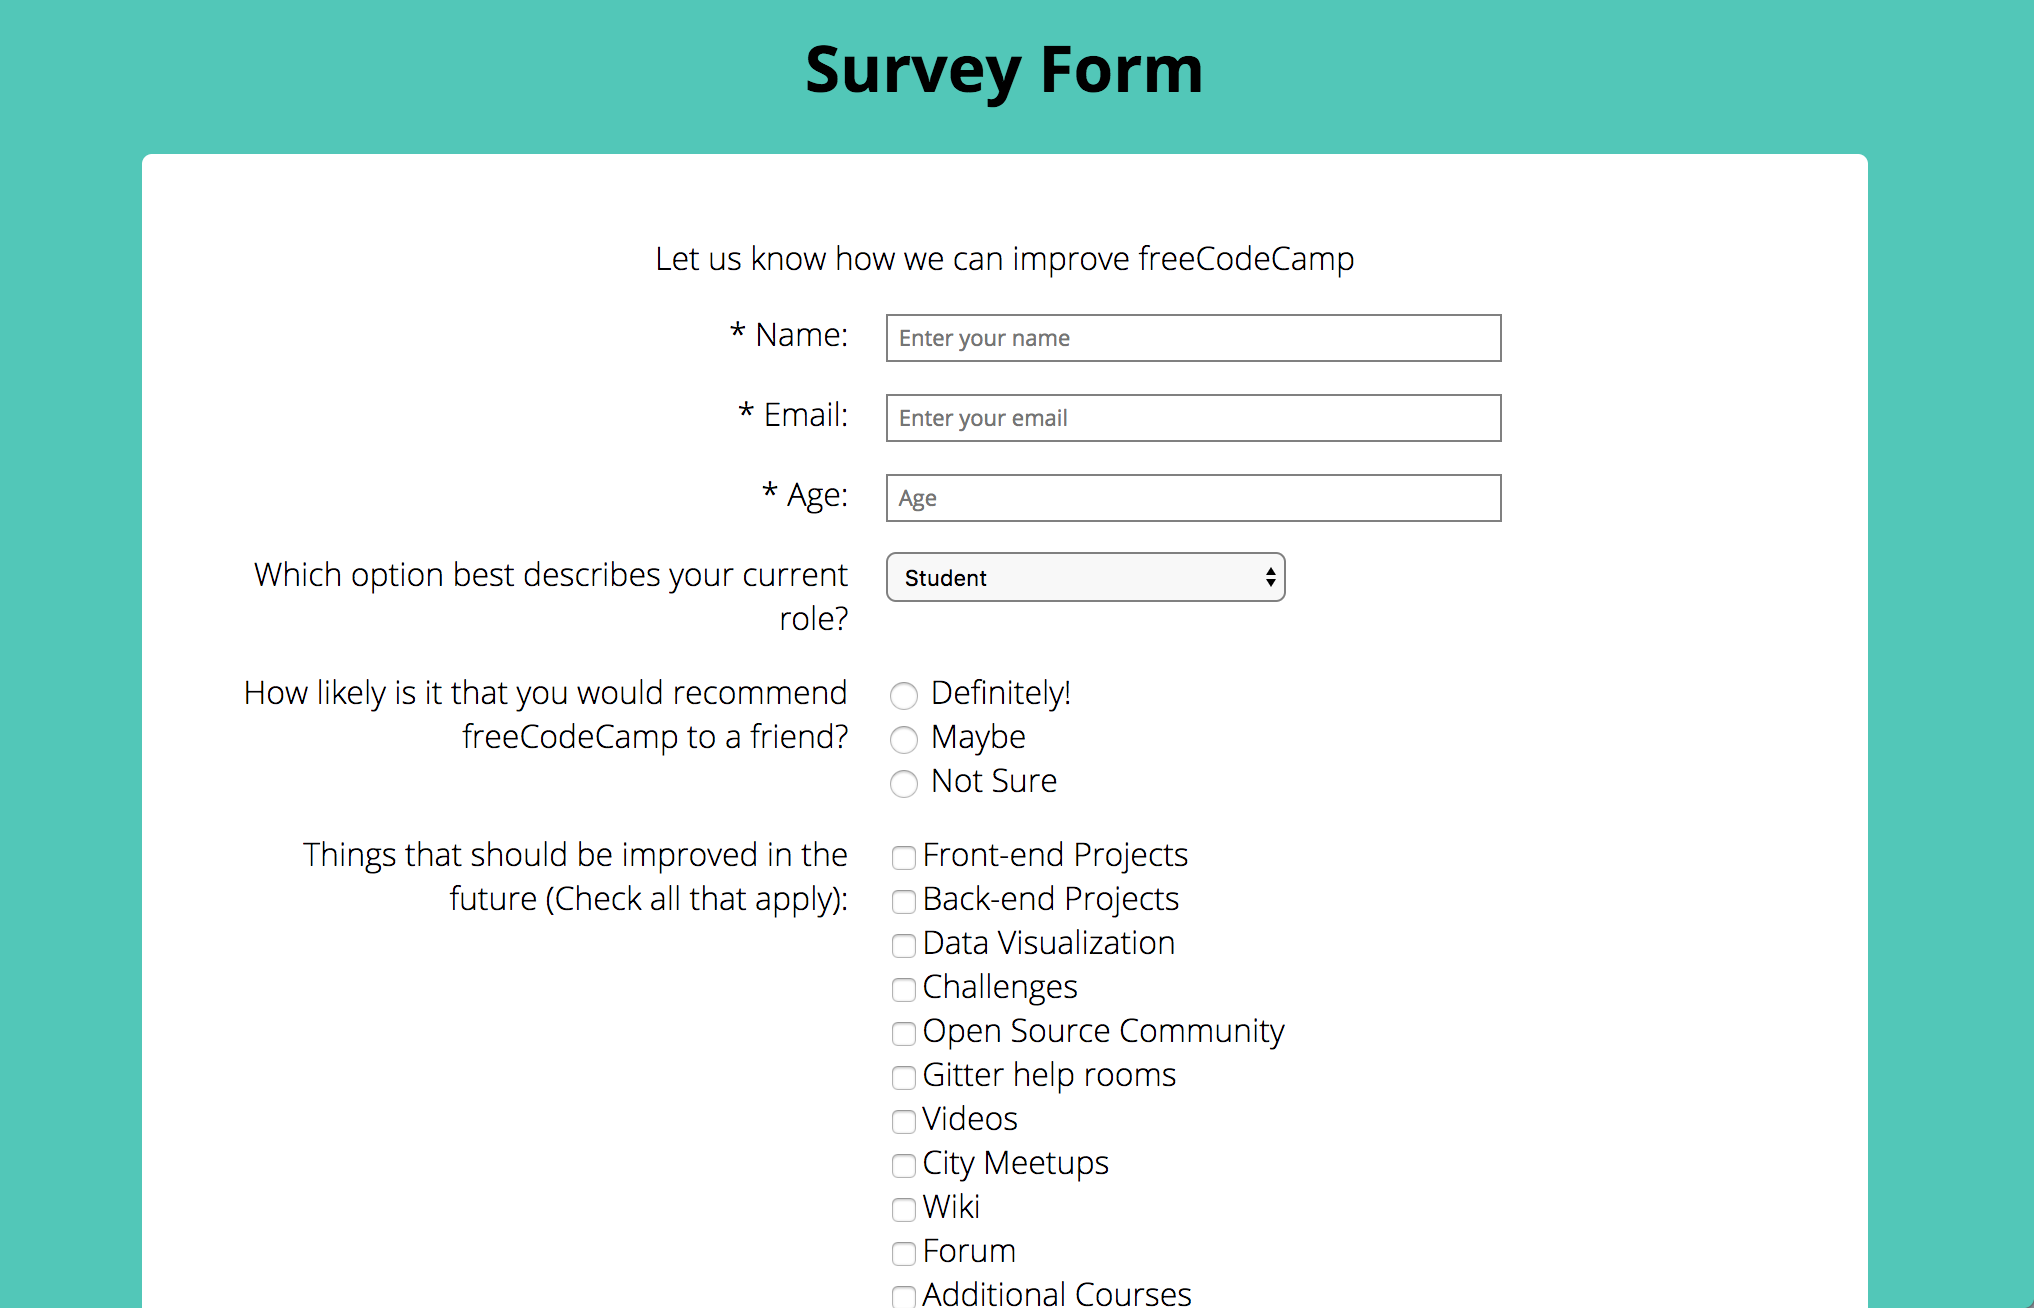 Survey Form
Let us know how we can improve freeCodeCamp
* Name:
Enter your name
* Email:
Enter your email
* Age:
Age
Which option best describes your current
role?
Student
How likely is it that you would recommend
freeCodeCamp to a friend?
Definitely!
Maybe
Not Sure
Things that should be improved in the
future (Check all that apply):
Front-end Projects
Back-end Projects
Data Visualization
Challenges
Open Source Community
Gitter help rooms
Videos
City Meetups
Wiki
Forum
Additional Courses